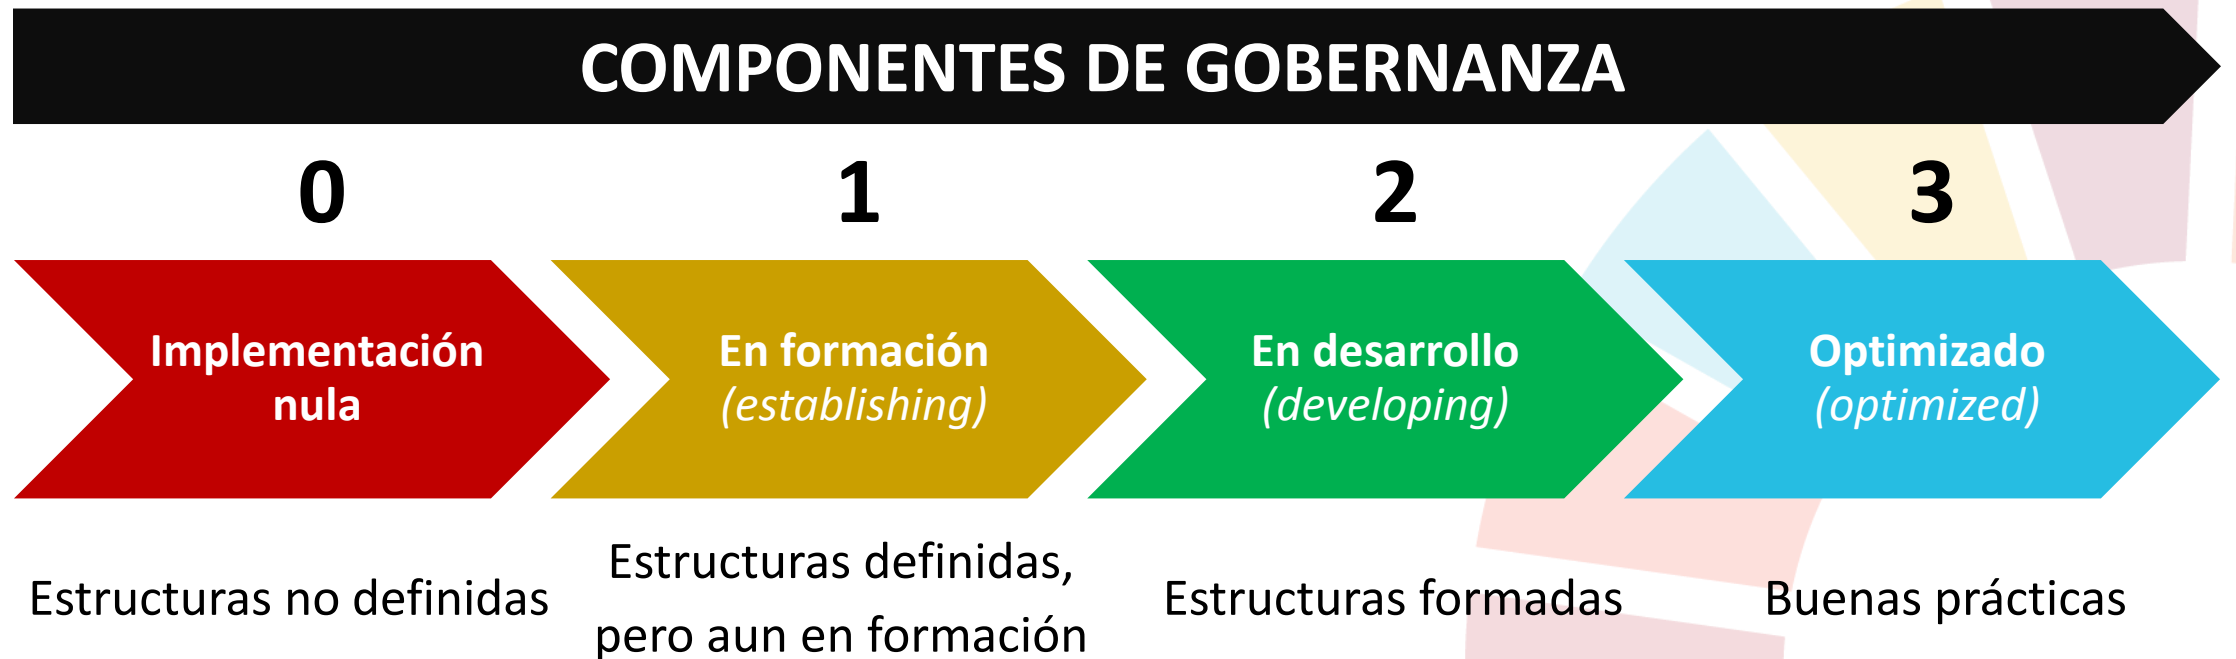 COMPONENTES DE GOBERNANZA
0
1
2
3
Implementación
nula
En formación
(establishing)
En desarrollo
(developing)
Optimizado
(optimized)
Estructuras no definidas
Estructuras definidas,
pero aun en formación
Estructuras formadas
Buenas prácticas